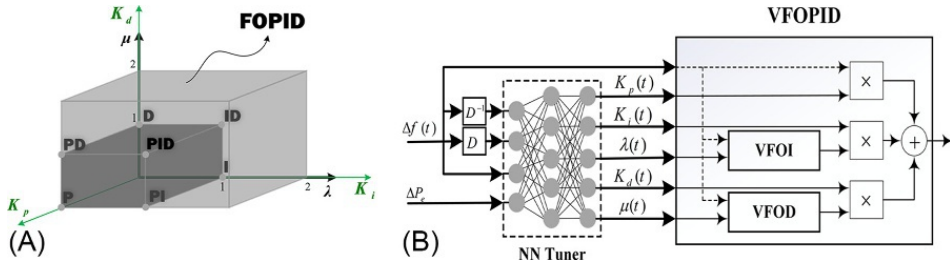 K_d
μ
FOPID
2
1
D
ID
PD
PID
P
PI
I
1
2
λ
K_i
K_p
(A)
VFOPID
K_p(t)
D⁻¹
K_i(t)
Δf(t)
D
λ(t)
VFOI
K_d(t)
ΔP_e
μ(t)
VFOD
×
×
×
+
NN Tuner
(B)